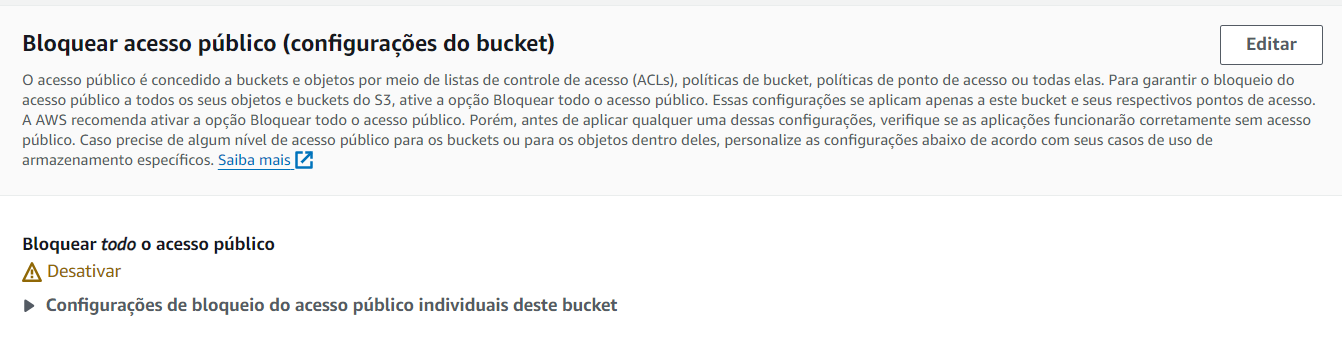 Bloquear acesso público (configurações do bucket)
Editar
O acesso público é concedido a buckets e objetos por meio de listas de controle de acesso (ACLs), políticas de bucket, políticas de ponto de acesso ou todas elas. Para garantir o bloqueio do
acesso público a todos os seus objetos e buckets do S3, ative a opção Bloquear todo o acesso público. Essas configurações se aplicam apenas a este bucket e seus respectivos pontos de acesso.
A AWS recomenda ativar a opção Bloquear todo o acesso público. Porém, antes de aplicar qualquer uma dessas configurações, verifique se as aplicações funcionarão corretamente sem acesso
público. Caso precise de algum nível de acesso público para os buckets ou para os objetos dentro deles, personalize as configurações abaixo de acordo com seus casos de uso de
armazenamento específicos. Saiba mais
Bloquear todo o acesso público
Desativar
Configurações de bloqueio do acesso público individuais deste bucket